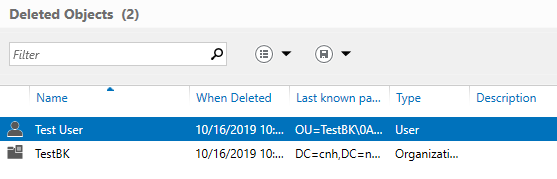 Deleted Objects (2)
Filter
Name When Deleted Last known pa... Type Description
Test User 10/16/2019 10:... OU=TestBK\0A... User
TestBK 10/16/2019 10:... DC=cnh,DC=n... Organizati...